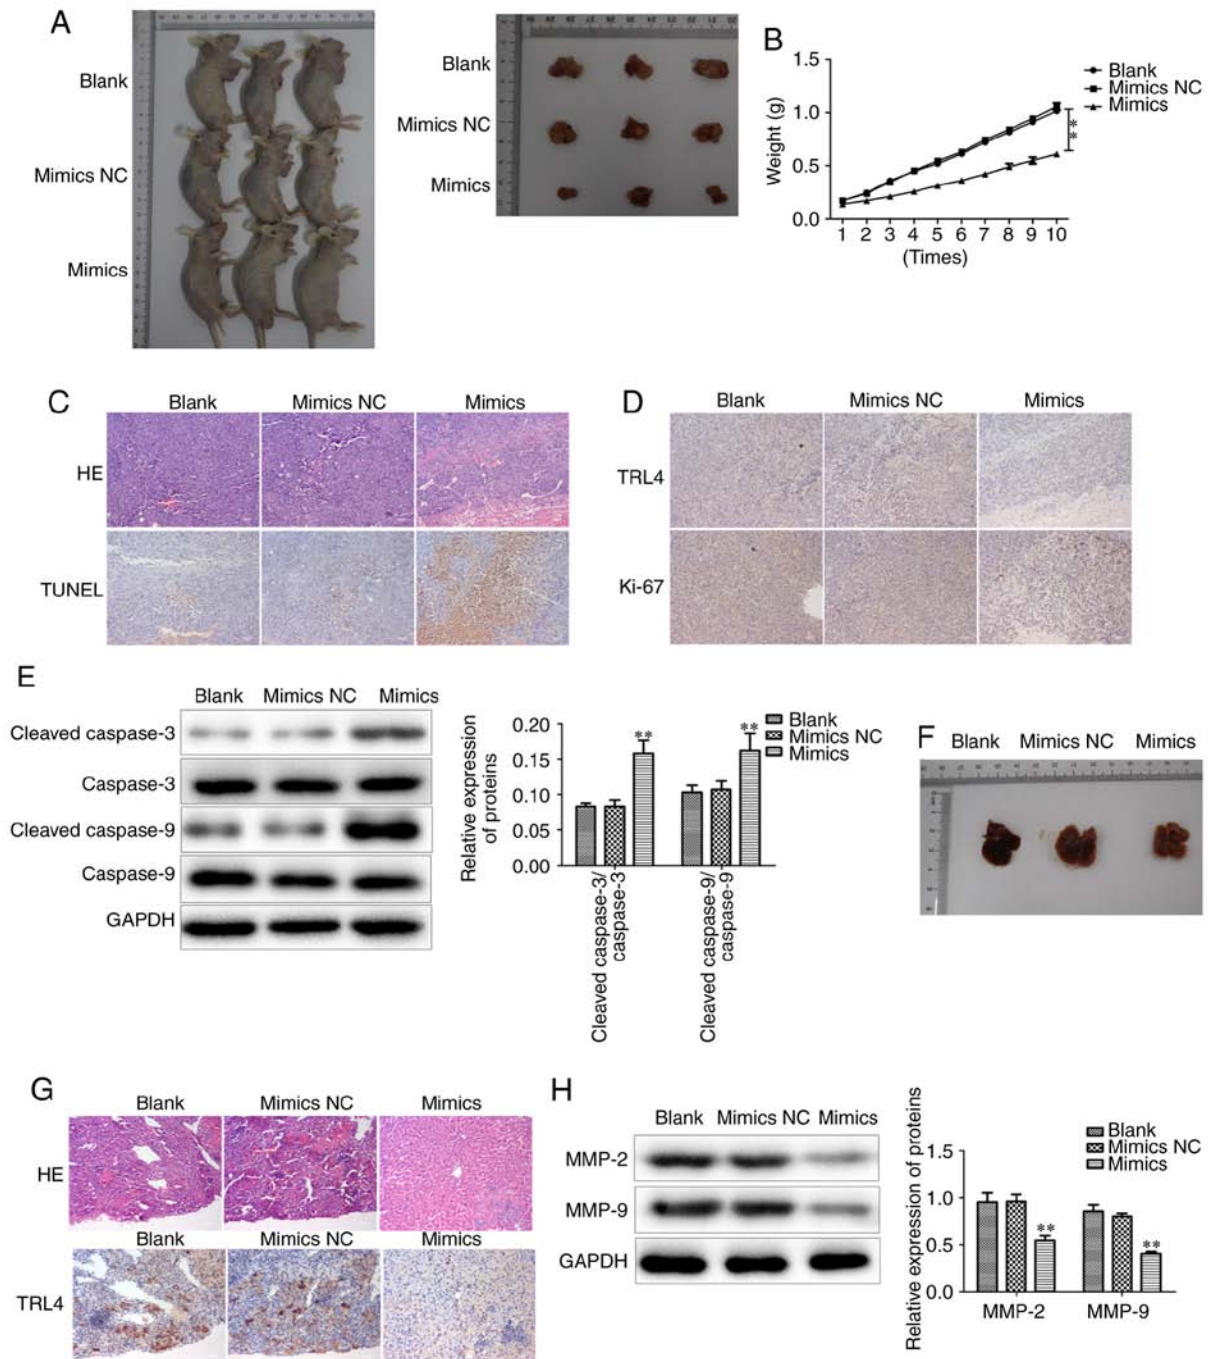 A
Blank
Mimics NC
Mimics
Blank
Mimics NC
Mimics
B
Weight (g)
1.5
1.0
0.5
0.0
1 2 3 4 5 6 7 8 9 10
(Times)
Blank
Mimics NC
Mimics
**
C
Blank Mimics NC Mimics
HE
TUNEL
D
Blank Mimics NC Mimics
TRL4
Ki-67
E
Blank Mimics NC Mimics
Cleaved caspase-3
Caspase-3
Cleaved caspase-9
Caspase-9
GAPDH
Relative expression
of proteins
0.20
0.15
0.10
0.05
0.00
** **
Blank
Mimics NC
Mimics
Cleaved caspase-3/
caspase-3
Cleaved caspase-9/
caspase-9
F
Blank Mimics NC Mimics
G
Blank Mimics NC Mimics
HE
Blank Mimics NC Mimics
TRL4
H
Blank Mimics NC Mimics
MMP-2
MMP-9
GAPDH
Relative expression of proteins
1.5
1.0
0.5
0.0
** **
Blank
Mimics NC
Mimics
MMP-2 MMP-9